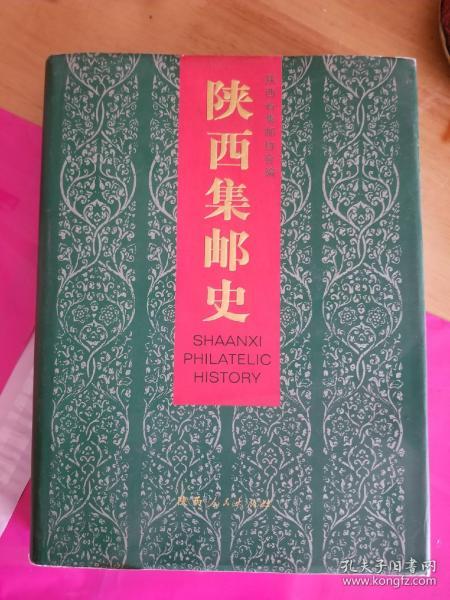 陕西集邮史
陕西省集邮协会编
SHAANXI
PHILATELIC
HISTORY
陕西人民出版社
孔夫子旧书网
www.kongfz.com